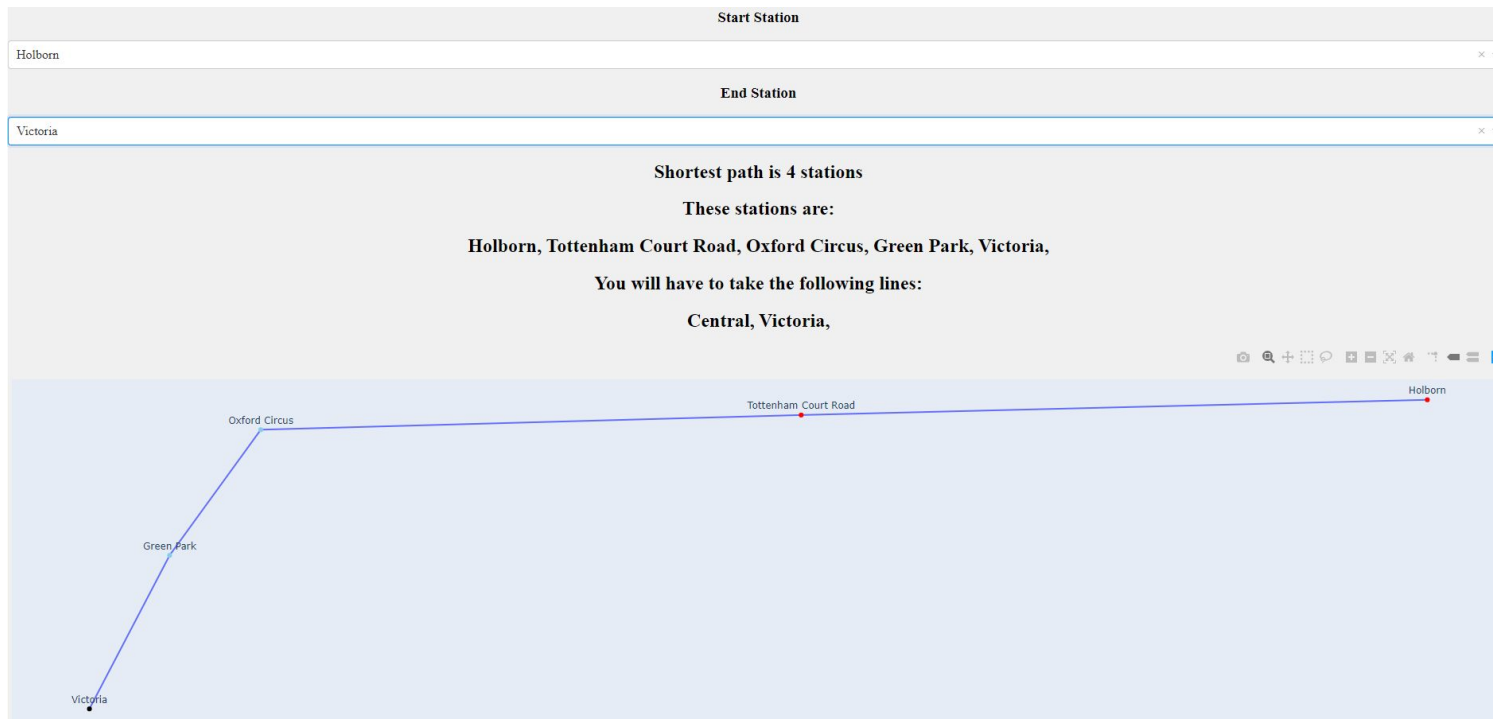 Start Station
Holborn
End Station
Victoria
Shortest path is 4 stations
These stations are:
Holborn, Tottenham Court Road, Oxford Circus, Green Park, Victoria,
You will have to take the following lines:
Central, Victoria,
Holborn
Tottenham Court Road
Oxford Circus
Green Park
Victoria